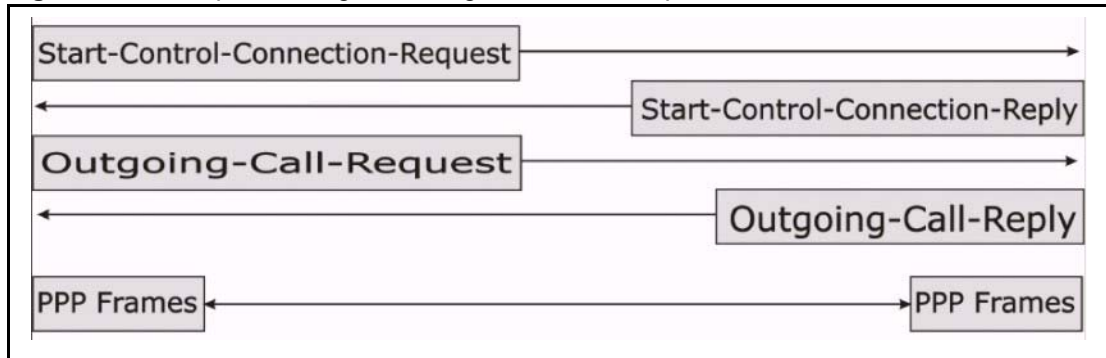 Start-Control-Connection-Request
Start-Control-Connection-Reply
Outgoing-Call-Request
Outgoing-Call-Reply
PPP Frames
PPP Frames